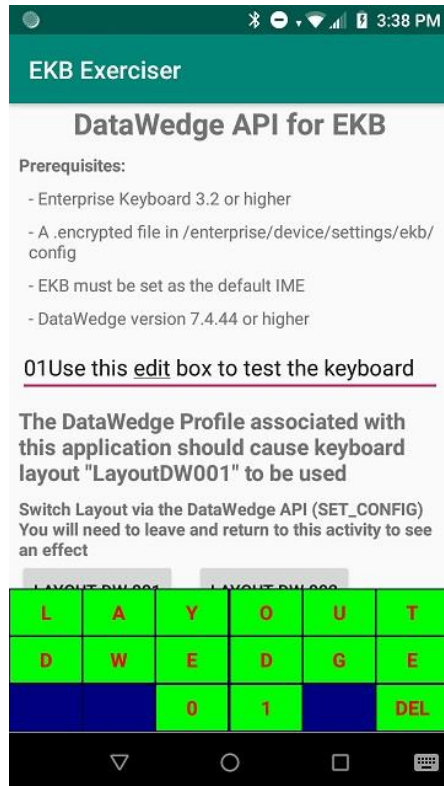 3:38 PM
EKB Exerciser
DataWedge API for EKB
Prerequisites:
- Enterprise Keyboard 3.2 or higher
- A .encrypted file in /enterprise/device/settings/ekb/
config
- EKB must be set as the default IME
- DataWedge version 7.4.44 or higher
01Use this edit box to test the keyboard
The DataWedge Profile associated with
this application should cause keyboard
layout "LayoutDW001" to be used
Switch Layout via the DataWedge API (SET_CONFIG)
You will need to leave and return to this activity to see
an effect
L A Y O U T
D W E D G E
0 1 DEL